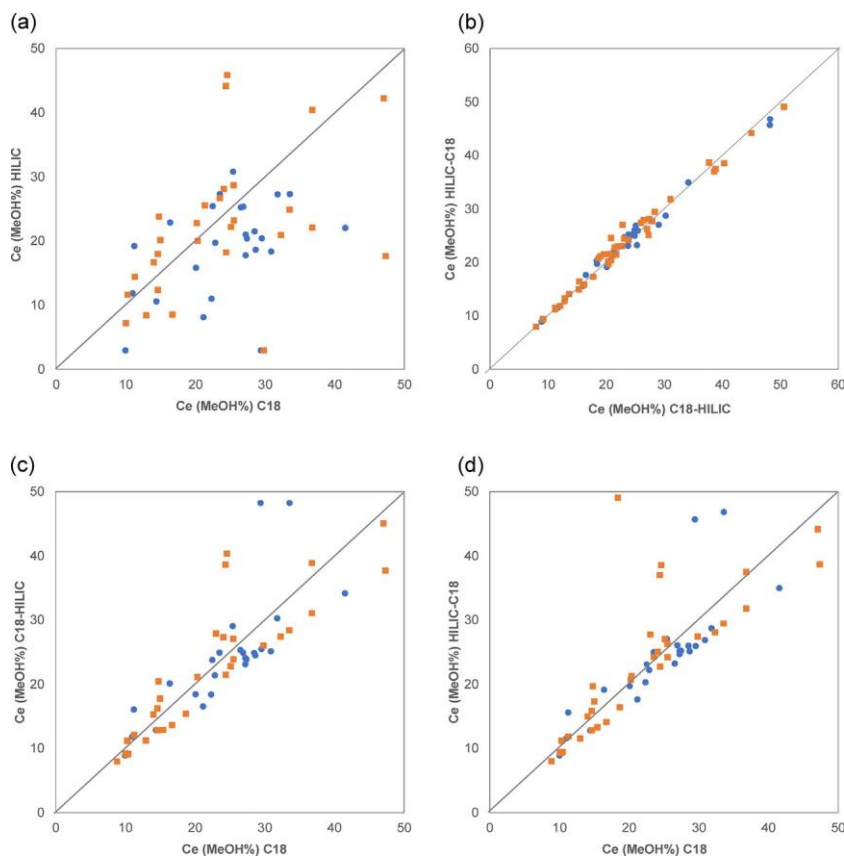 (a)
50
40
30
20
10
0
Ce (MeOH%) HILIC
0 10 20 30 40 50
Ce (MeOH%) C18
(b)
60
50
40
30
20
10
0
Ce (MeOH%) HILIC-C18
0 10 20 30 40 50 60
Ce (MeOH%) C18-HILIC
(c)
50
40
30
20
10
0
Ce (MeOH%) C18-HILIC
0 10 20 30 40 50
Ce (MeOH%) C18
(d)
50
40
30
20
10
0
Ce (MeOH%) HILIC-C18
0 10 20 30 40 50
Ce (MeOH%) C18